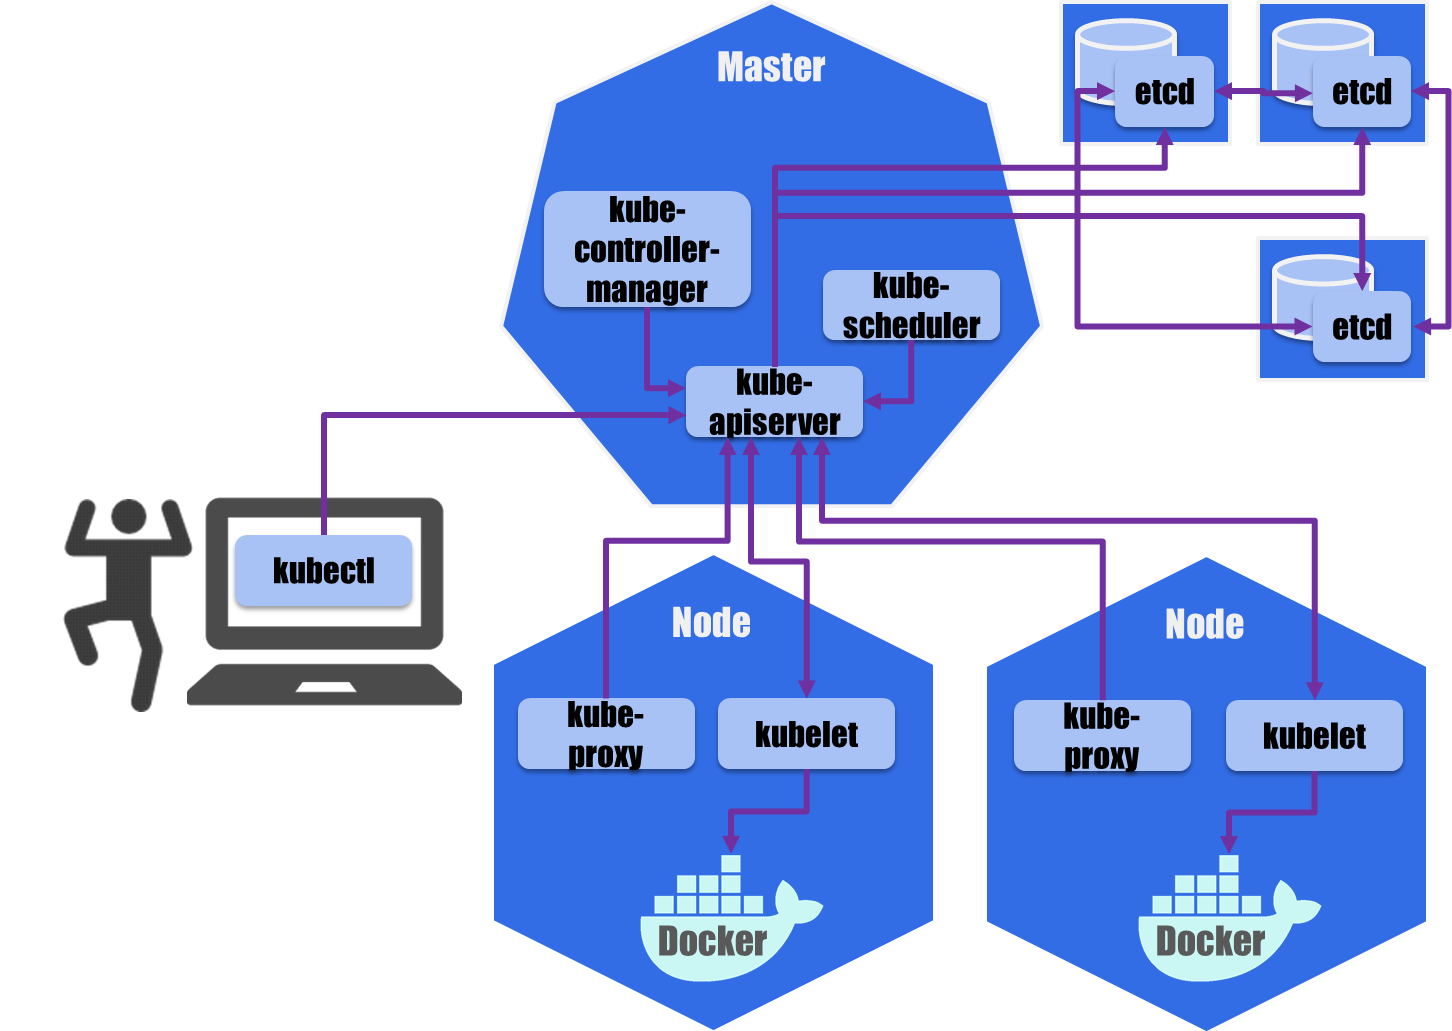 Master
etcd
etcd
kube-
controller-
manager
kube-
scheduler
etcd
kube-
apiserver
kubectl
Node
Node
kube-
proxy
kubelet
kube-
proxy
kubelet
Docker
Docker